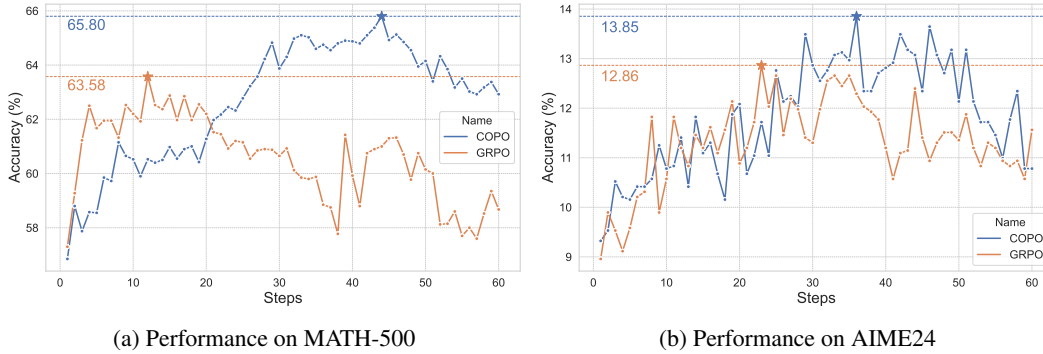 66
64
62
60
58
Accuracy (%)
65.80
63.58
Name
COPO
GRPO
0
10
20
30
40
50
60
Steps
(a) Performance on MATH-500
14
13
12
11
10
9
Accuracy (%)
13.85
12.86
Name
COPO
GRPO
0
10
20
30
40
50
60
Steps
(b) Performance on AIME24